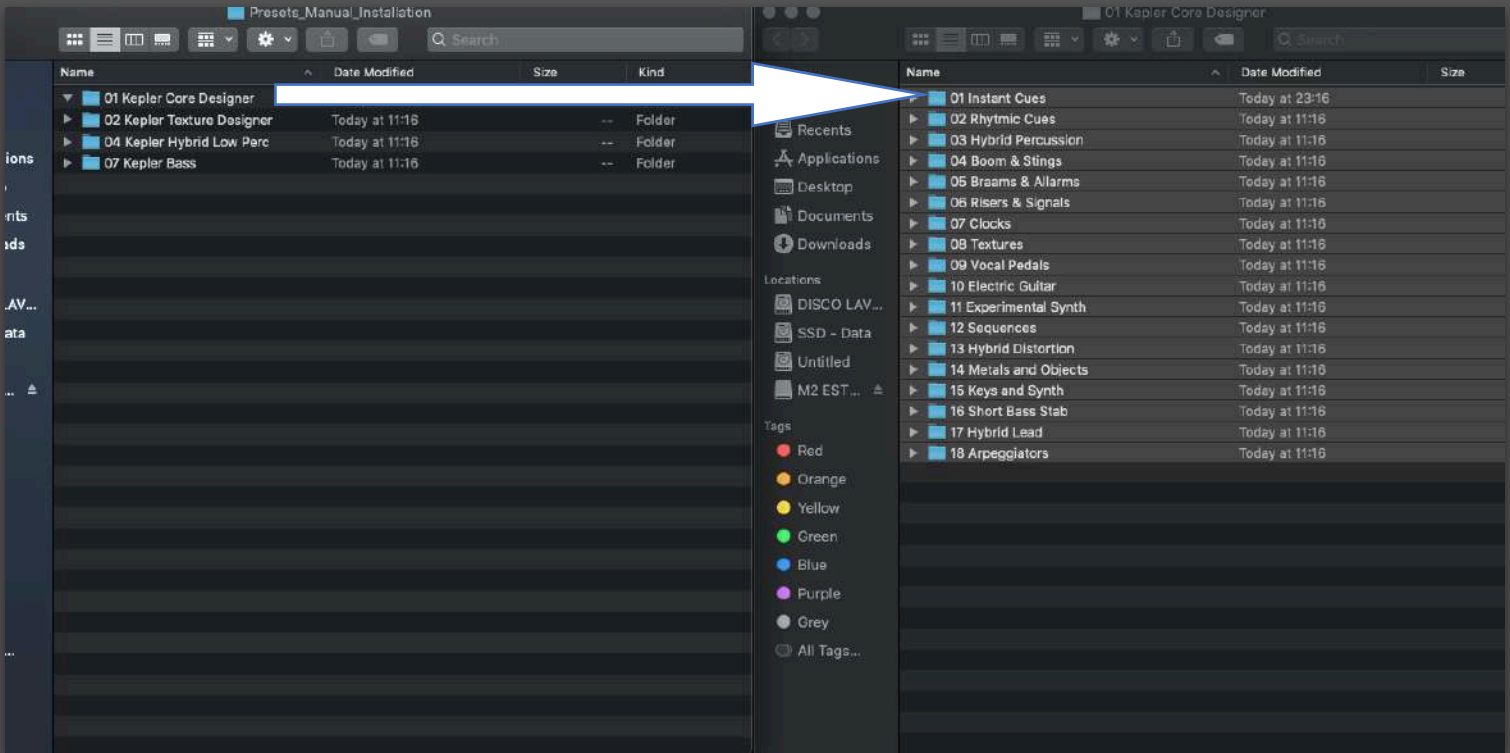 Presets_Manual_Installation
Search
Name Date Modified Size Kind
01 Kepler Core Designer
02 Kepler Texture Designer Today at 11:16 -- Folder
04 Kepler Hybrid Low Perc Today at 11:16 -- Folder
07 Kepler Bass Today at 11:16 -- Folder
ions
ents
ads
.AV...
ata
...
...
01 Kepler Core Designer
Search
Name Date Modified Size
Recents
Applications
Desktop
Documents
Downloads
Locations
DISCO LAV...
SSD - Data
Untitled
M2 EST...
Tags
Red
Orange
Yellow
Green
Blue
Purple
Grey
All Tags...
01 Instant Cues Today at 23:16
02 Rhytmic Cues Today at 11:16
03 Hybrid Percussion Today at 11:16
04 Boom & Stings Today at 11:16
05 Braams & Allarms Today at 11:16
06 Risers & Signals Today at 11:16
07 Clocks Today at 11:16
08 Textures Today at 11:16
09 Vocal Pedals Today at 11:16
10 Electric Guitar Today at 11:16
11 Experimental Synth Today at 11:16
12 Sequences Today at 11:16
13 Hybrid Distortion Today at 11:16
14 Metals and Objects Today at 11:16
15 Keys and Synth Today at 11:16
16 Short Bass Stab Today at 11:16
17 Hybrid Lead Today at 11:16
18 Arpeggiators Today at 11:16